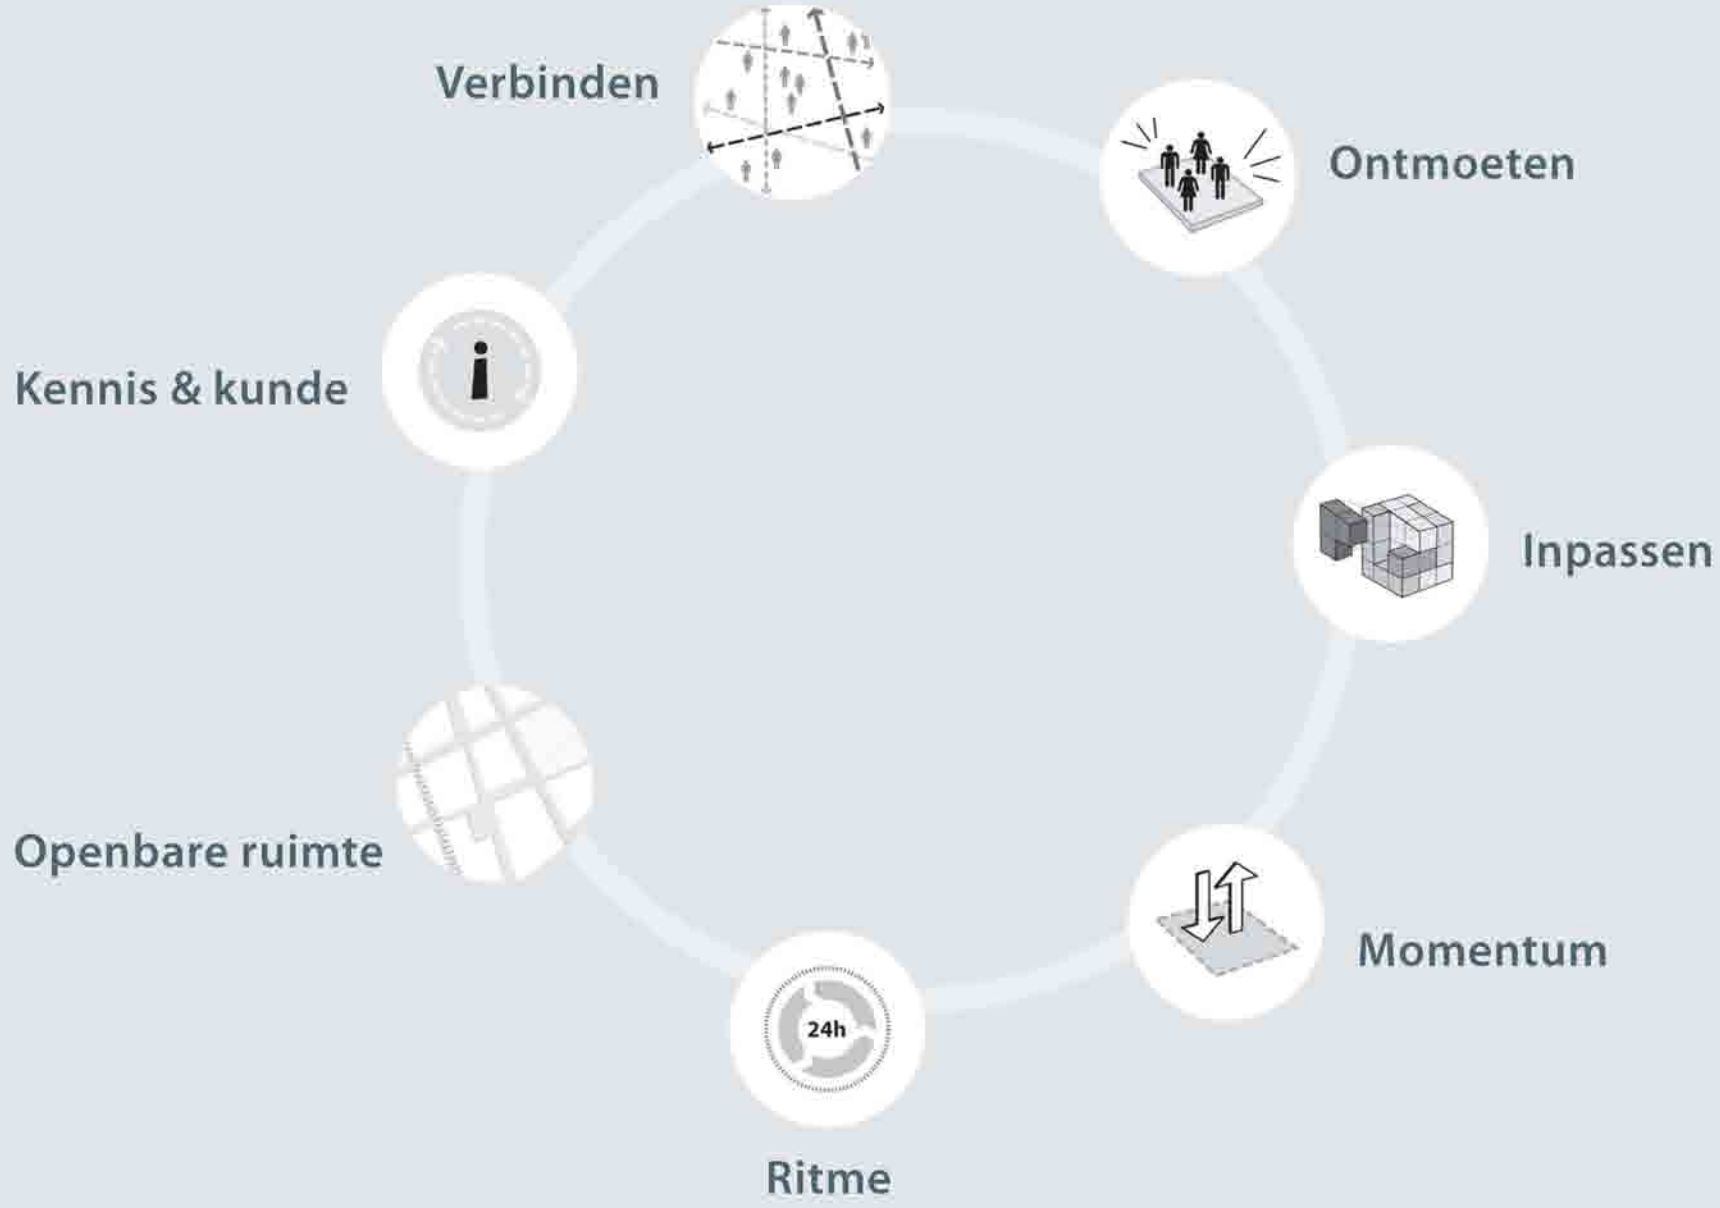 Verbinden
Ontmoeten
Kennis & kunde
i
Inpassen
Openbare ruimte
Momentum
24h
Ritme